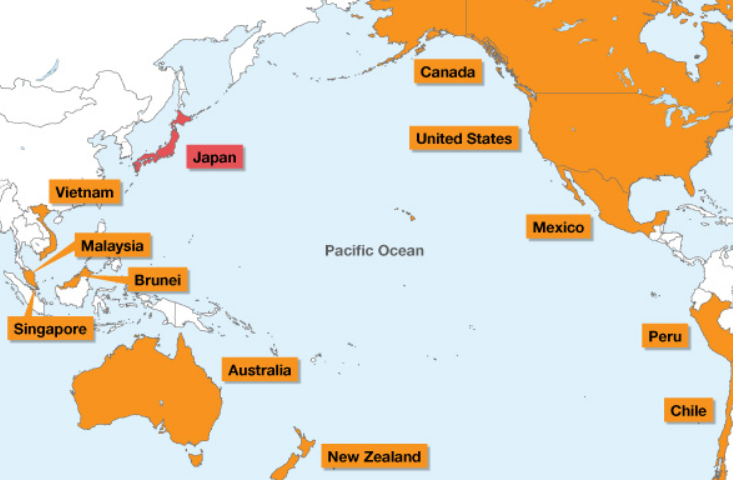 Canada
United States
Japan
Vietnam
Mexico
Malaysia
Pacific Ocean
Brunei
Singapore
Peru
Australia
Chile
New Zealand